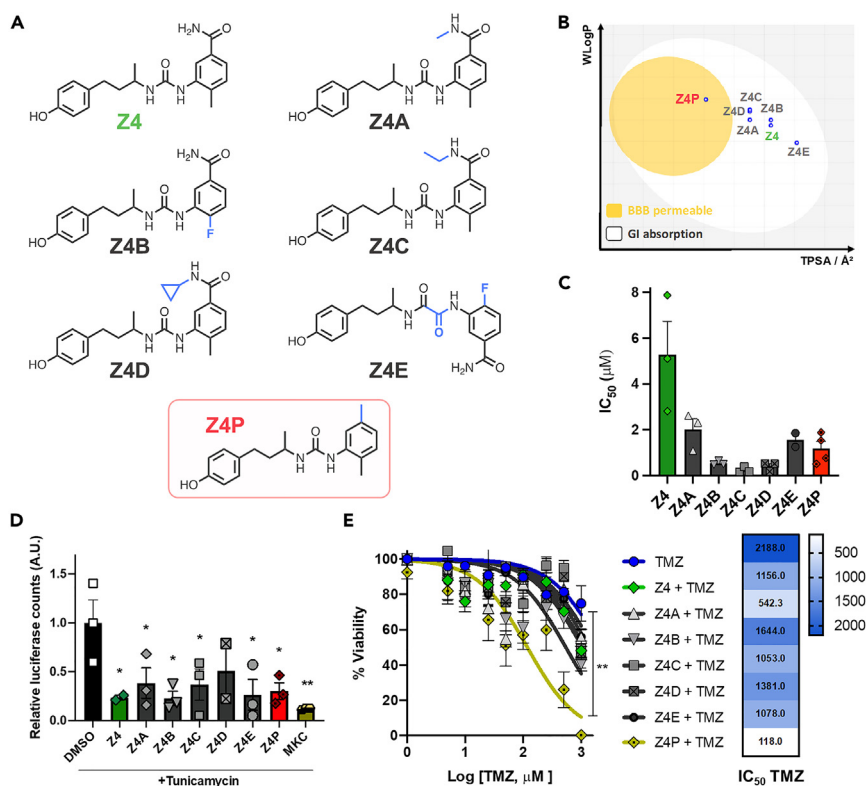 A
H₂N
O
HO
N
H
O
N
H
Z4
N
H
O
HO
N
H
O
N
H
Z4A
H₂N
O
HO
N
H
O
N
H
F
Z4B
N
H
O
HO
N
H
O
N
H
Z4C
N
H
O
HO
N
H
O
N
H
Z4D
HO
N
H
O
O
H
N
F
H₂N
O
Z4E
Z4P
HO
N
H
O
N
H
B
WLogP
Z4P
Z4C
Z4D
Z4B
Z4A
Z4
Z4E
BBB permeable
GI absorption
TPSA / Å²
C
IC₅₀ (μM)
8
6
4
2
0
Z4
Z4A
Z4B
Z4C
Z4D
Z4E
Z4P
D
Relative luciferase counts (A.U.)
1.5
1.0
0.5
0.0
*
*
*
*
*
*
**
DMSO
Z4
Z4A
Z4B
Z4C
Z4D
Z4E
Z4P
MKC
+Tunicamycin
E
% Viability
100
80
60
40
20
0
0
1
2
3
Log [TMZ, μM ]
**
TMZ
Z4 + TMZ
Z4A + TMZ
Z4B + TMZ
Z4C + TMZ
Z4D + TMZ
Z4E + TMZ
Z4P + TMZ
2188.0
1156.0
542.3
1644.0
1053.0
1381.0
1078.0
118.0
IC₅₀ TMZ
500
1000
1500
2000